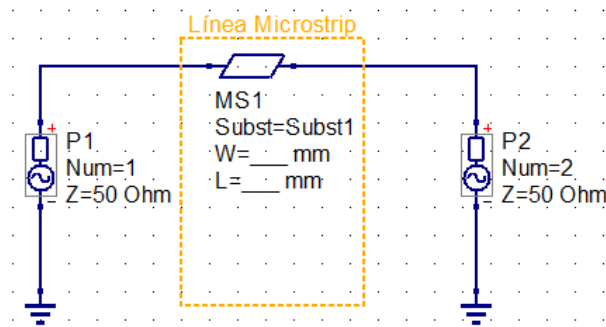 Línea Microstrip
MS1
Subst=Subst1
W=___ mm
L=___ mm
P1
Num=1
Z=50 Ohm
P2
Num=2
Z=50 Ohm